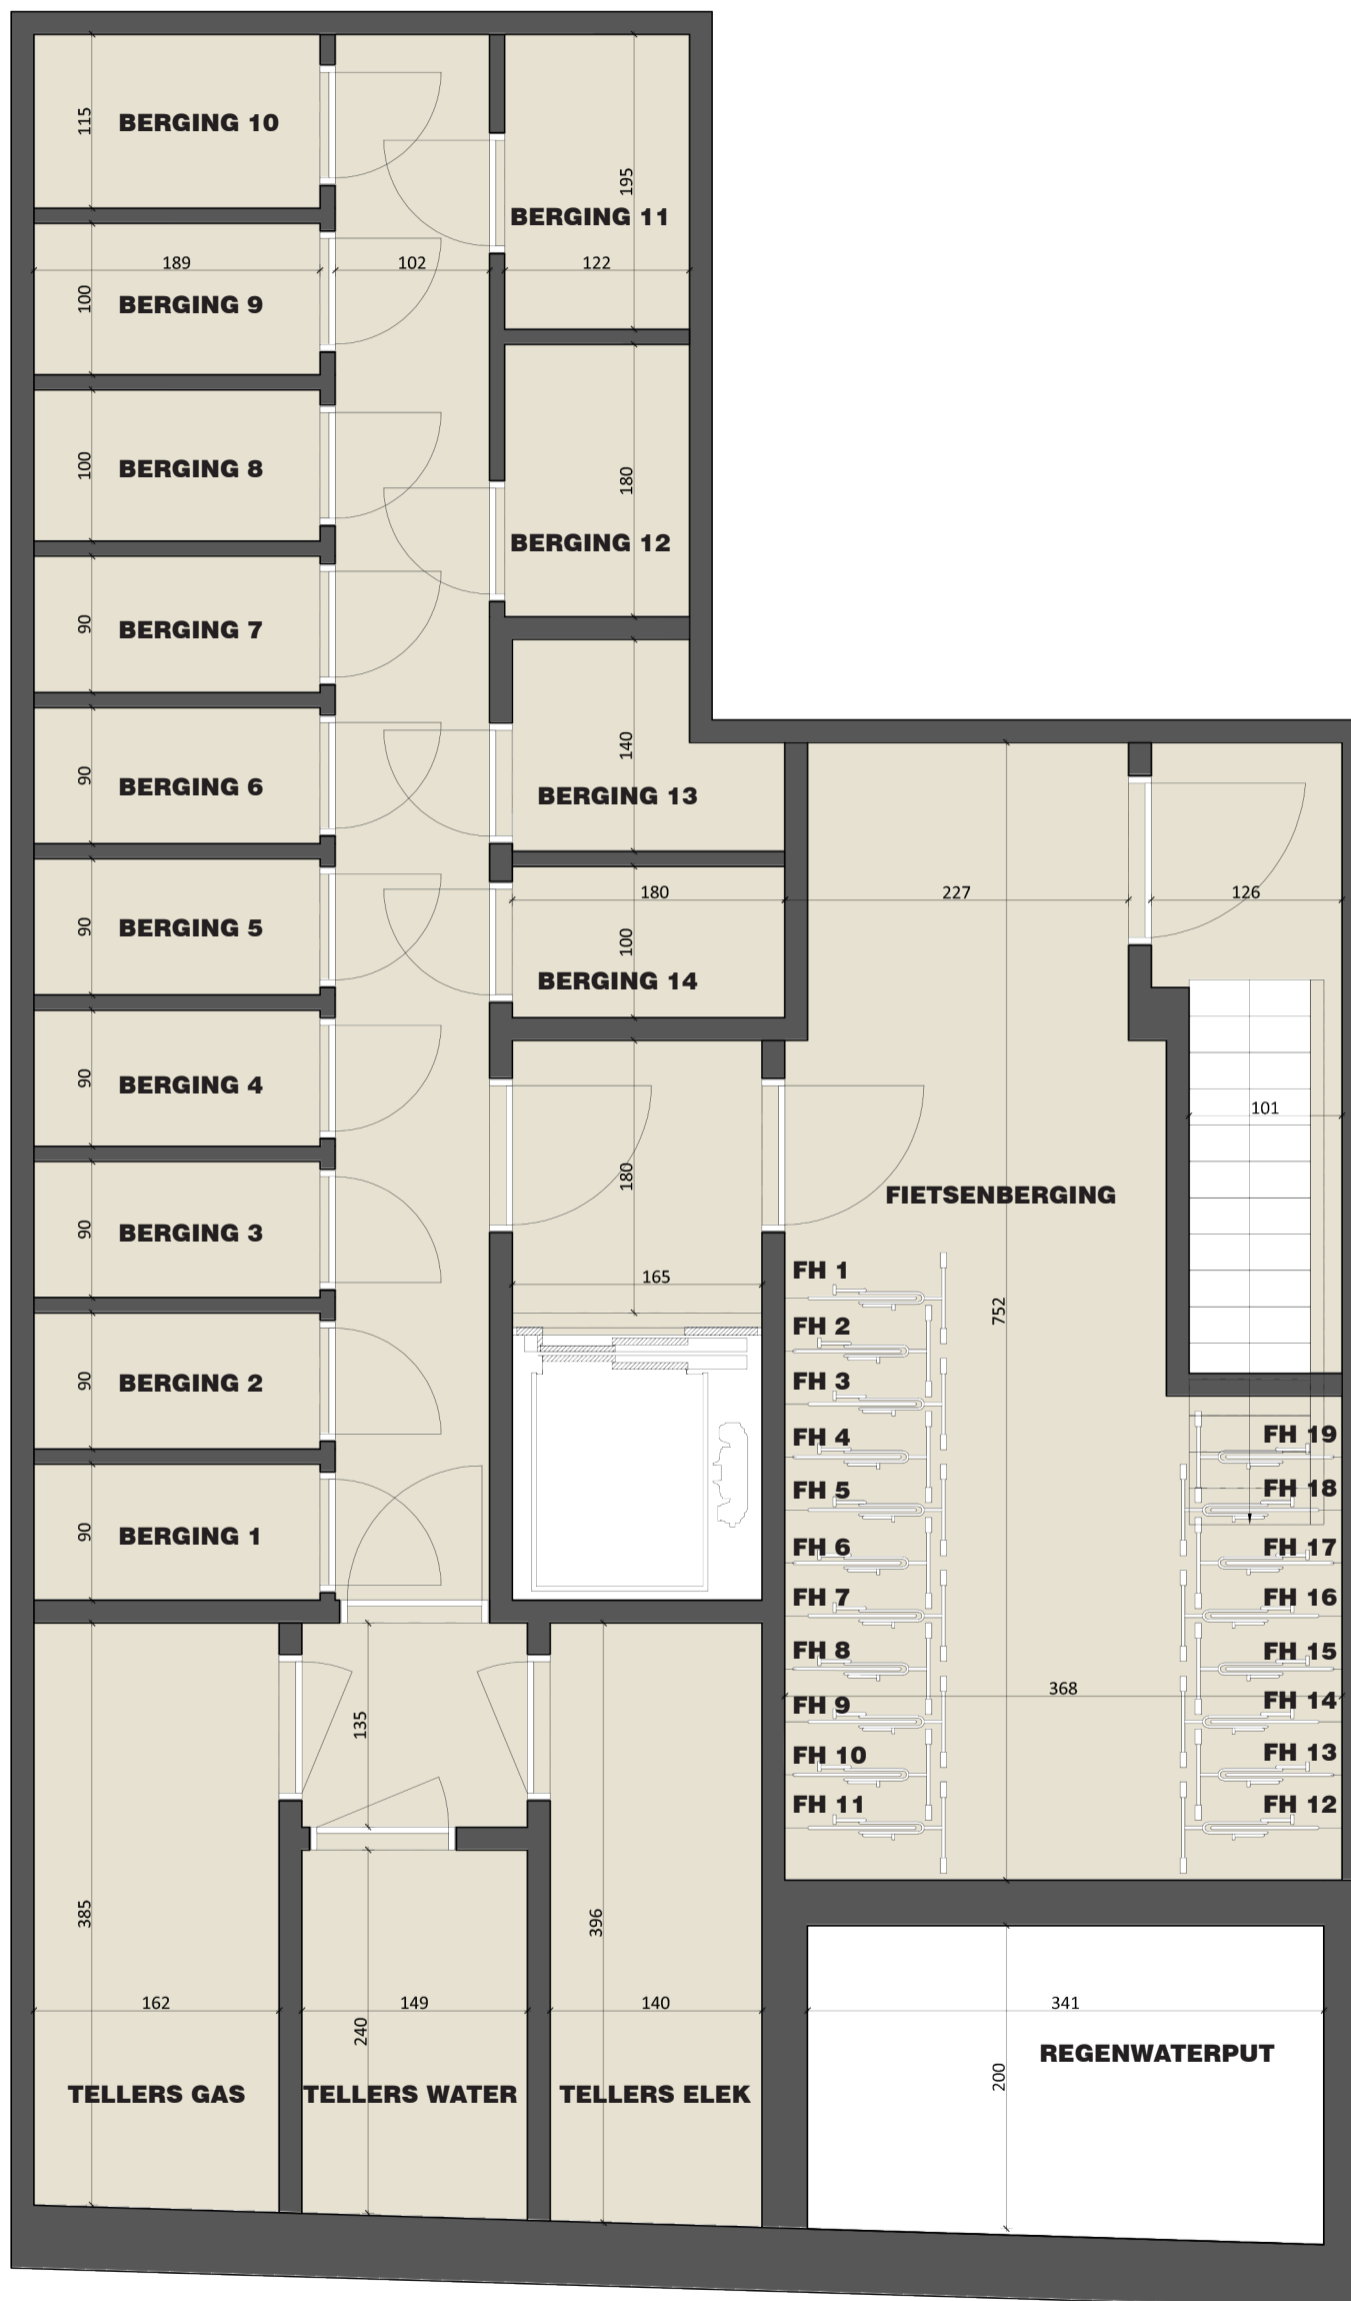 115
BERGING 10
195
BERGING 11
189
102
122
100
BERGING 9
100
BERGING 8
180
BERGING 12
90
BERGING 7
90
BERGING 6
140
BERGING 13
90
BERGING 5
180
227
126
100
BERGING 14
90
BERGING 4
101
180
FIETSENBERGING
90
BERGING 3
165
752
FH 1
FH 2
90
BERGING 2
FH 3
FH 4
FH 19
FH 5
FH 18
90
BERGING 1
FH 6
FH 17
FH 7
FH 16
FH 8
FH 15
368
FH 9
FH 14
135
FH 10
FH 13
FH 11
FH 12
385
396
162
149
140
341
240
200
REGENWATERPUT
TELLERS GAS
TELLERS WATER
TELLERS ELEK